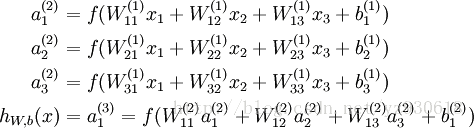 a_1^{(2)} = f(W_{11}^{(1)}x_1 + W_{12}^{(1)}x_2 + W_{13}^{(1)}x_3 + b_1^{(1)})
a_2^{(2)} = f(W_{21}^{(1)}x_1 + W_{22}^{(1)}x_2 + W_{23}^{(1)}x_3 + b_2^{(1)})
a_3^{(2)} = f(W_{31}^{(1)}x_1 + W_{32}^{(1)}x_2 + W_{33}^{(1)}x_3 + b_3^{(1)})
h_{W,b}(x) = a_1^{(3)} = f(W_{11}^{(2)}a_1^{(2)} + W_{12}^{(2)}a_2^{(2)} + W_{13}^{(2)}a_3^{(2)} + b_1^{(2)})